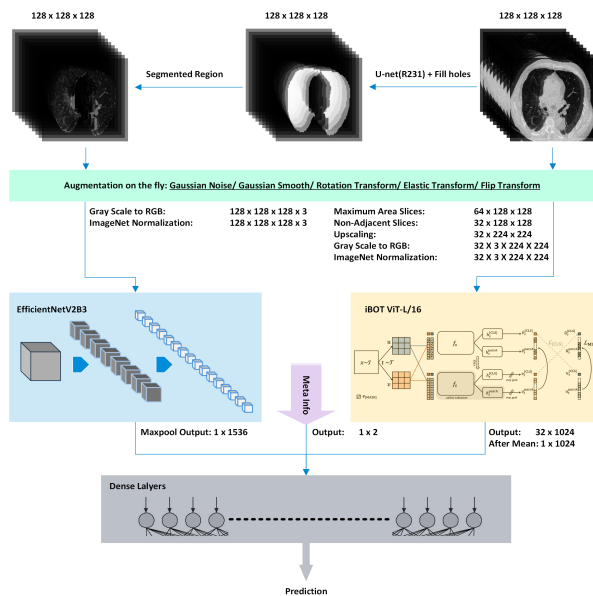 128 x 128 x 128
128 x 128 x 128
128 x 128 x 128
Segmented Region
U-net(R231) + Fill holes
Augmentation on the fly: Gaussian Noise/ Gaussian Smooth/ Rotation Transform/ Elastic Transform/ Flip Transform
Gray Scale to RGB: 128 x 128 x 128 x 3
ImageNet Normalization: 128 x 128 x 128 x 3
Maximum Area Slices: 64 x 128 x 128
Non-Adjacent Slices: 32 x 128 x 128
Upscaling: 32 x 224 x 224
Gray Scale to RGB: 32 X 3 X 224 X 224
ImageNet Normalization: 32 X 3 X 224 X 224
EfficientNetV2B3
iBOT ViT-L/16
Meta Info
Maxpool Output: 1 x 1536
Output: 1 x 2
Output: 32 x 1024
After Mean: 1 x 1024
Dense Lalyers
Prediction